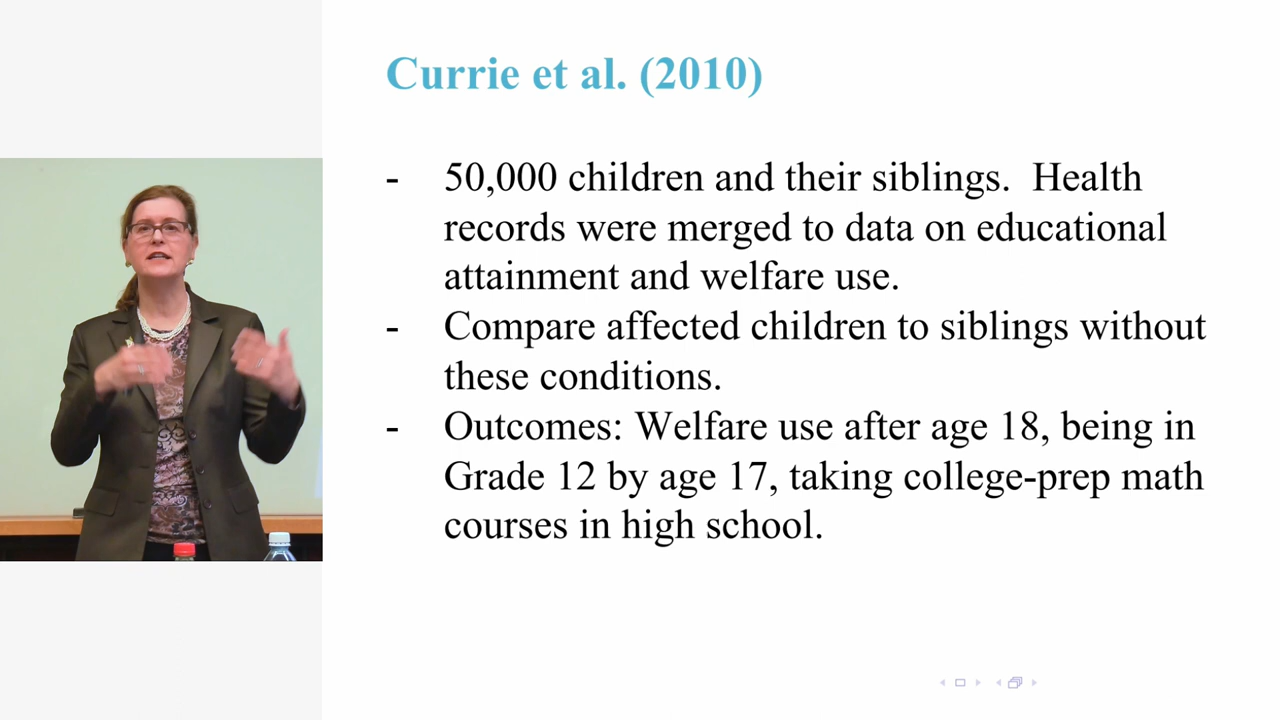 Currie et al. (2010)
- 50,000 children and their siblings. Health
records were merged to data on educational
attainment and welfare use.
- Compare affected children to siblings without
these conditions.
- Outcomes: Welfare use after age 18, being in
Grade 12 by age 17, taking college-prep math
courses in high school.